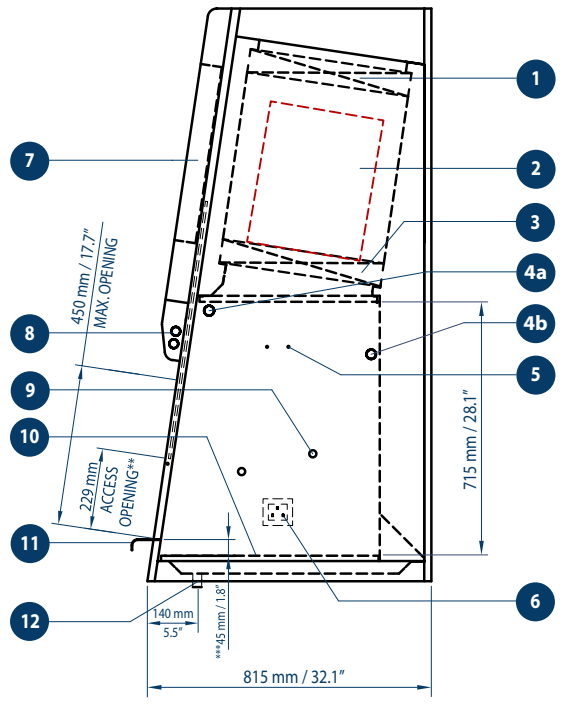 1
2
3
4a
4b
5
6
7
8
9
10
11
12
450 mm / 17.7"
MAX. OPENING
229 mm
ACCESS
OPENING**
715 mm / 28.1"
140 mm
5.5"
***45 mm / 1.8"
815 mm / 32.1"